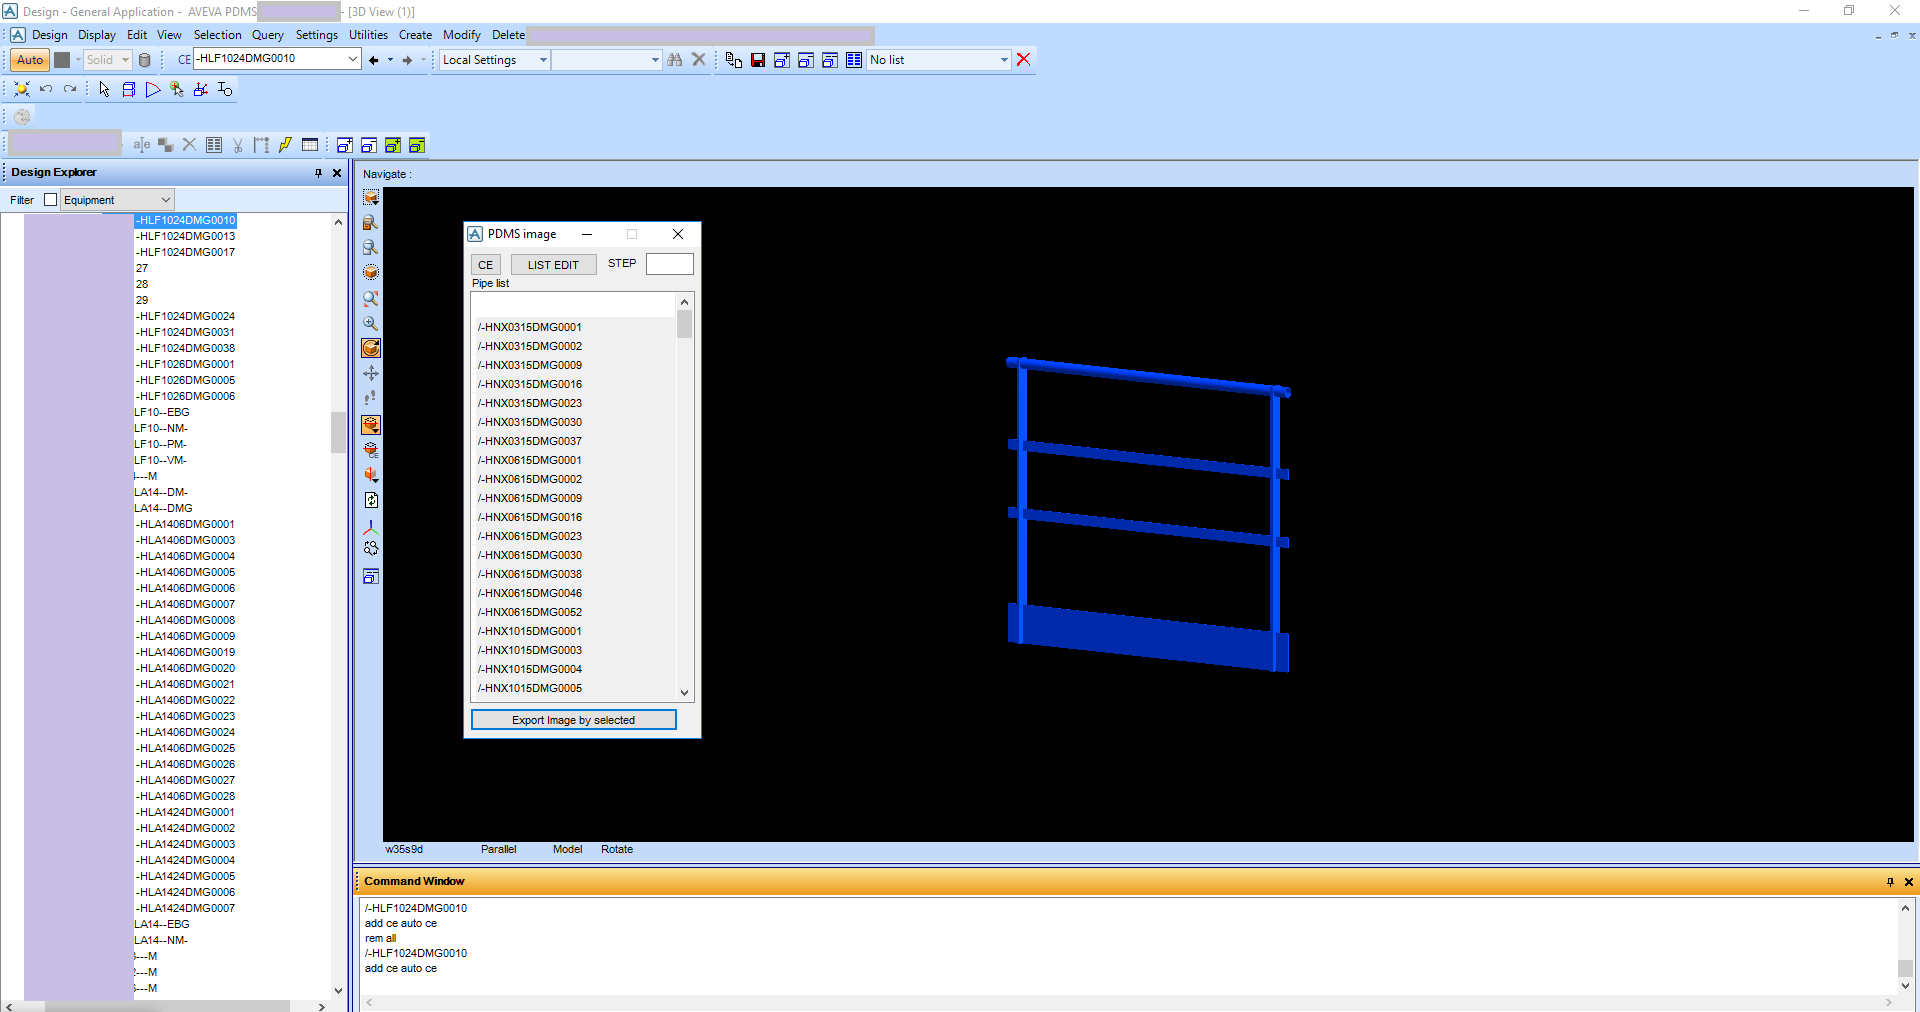 Design - General Application - AVEVA PDMS - [3D View (1)]
Design Display Edit View Selection Query Settings Utilities Create Modify Delete
Auto Solid CE -HLF1024DMG0010 Local Settings No list
Design Explorer
Filter Equipment
-HLF1024DMG0010
-HLF1024DMG0013
-HLF1024DMG0017
27
28
29
-HLF1024DMG0024
-HLF1024DMG0031
-HLF1024DMG0038
-HLF1026DMG0001
-HLF1026DMG0005
-HLF1026DMG0006
LF10--EBG
LF10--NM-
LF10--PM-
LF10--VM-
---M
LA14--DM-
LA14--DMG
-HLA1406DMG0001
-HLA1406DMG0003
-HLA1406DMG0004
-HLA1406DMG0005
-HLA1406DMG0006
-HLA1406DMG0007
-HLA1406DMG0008
-HLA1406DMG0009
-HLA1406DMG0019
-HLA1406DMG0020
-HLA1406DMG0021
-HLA1406DMG0022
-HLA1406DMG0023
-HLA1406DMG0024
-HLA1406DMG0025
-HLA1406DMG0026
-HLA1406DMG0027
-HLA1406DMG0028
-HLA1424DMG0001
-HLA1424DMG0002
-HLA1424DMG0003
-HLA1424DMG0004
-HLA1424DMG0005
-HLA1424DMG0006
-HLA1424DMG0007
LA14--EBG
LA14--NM-
---M
---M
---M
Navigate :
PDMS image
CE LIST EDIT STEP
Pipe list
/-HNX0315DMG0001
/-HNX0315DMG0002
/-HNX0315DMG0009
/-HNX0315DMG0016
/-HNX0315DMG0023
/-HNX0315DMG0030
/-HNX0315DMG0037
/-HNX0615DMG0001
/-HNX0615DMG0002
/-HNX0615DMG0009
/-HNX0615DMG0016
/-HNX0615DMG0023
/-HNX0615DMG0030
/-HNX0615DMG0038
/-HNX0615DMG0046
/-HNX0615DMG0052
/-HNX1015DMG0001
/-HNX1015DMG0003
/-HNX1015DMG0004
/-HNX1015DMG0005
Export Image by selected
w35s9d Parallel Model Rotate
Command Window
/-HLF1024DMG0010
add ce auto ce
rem all
/-HLF1024DMG0010
add ce auto ce